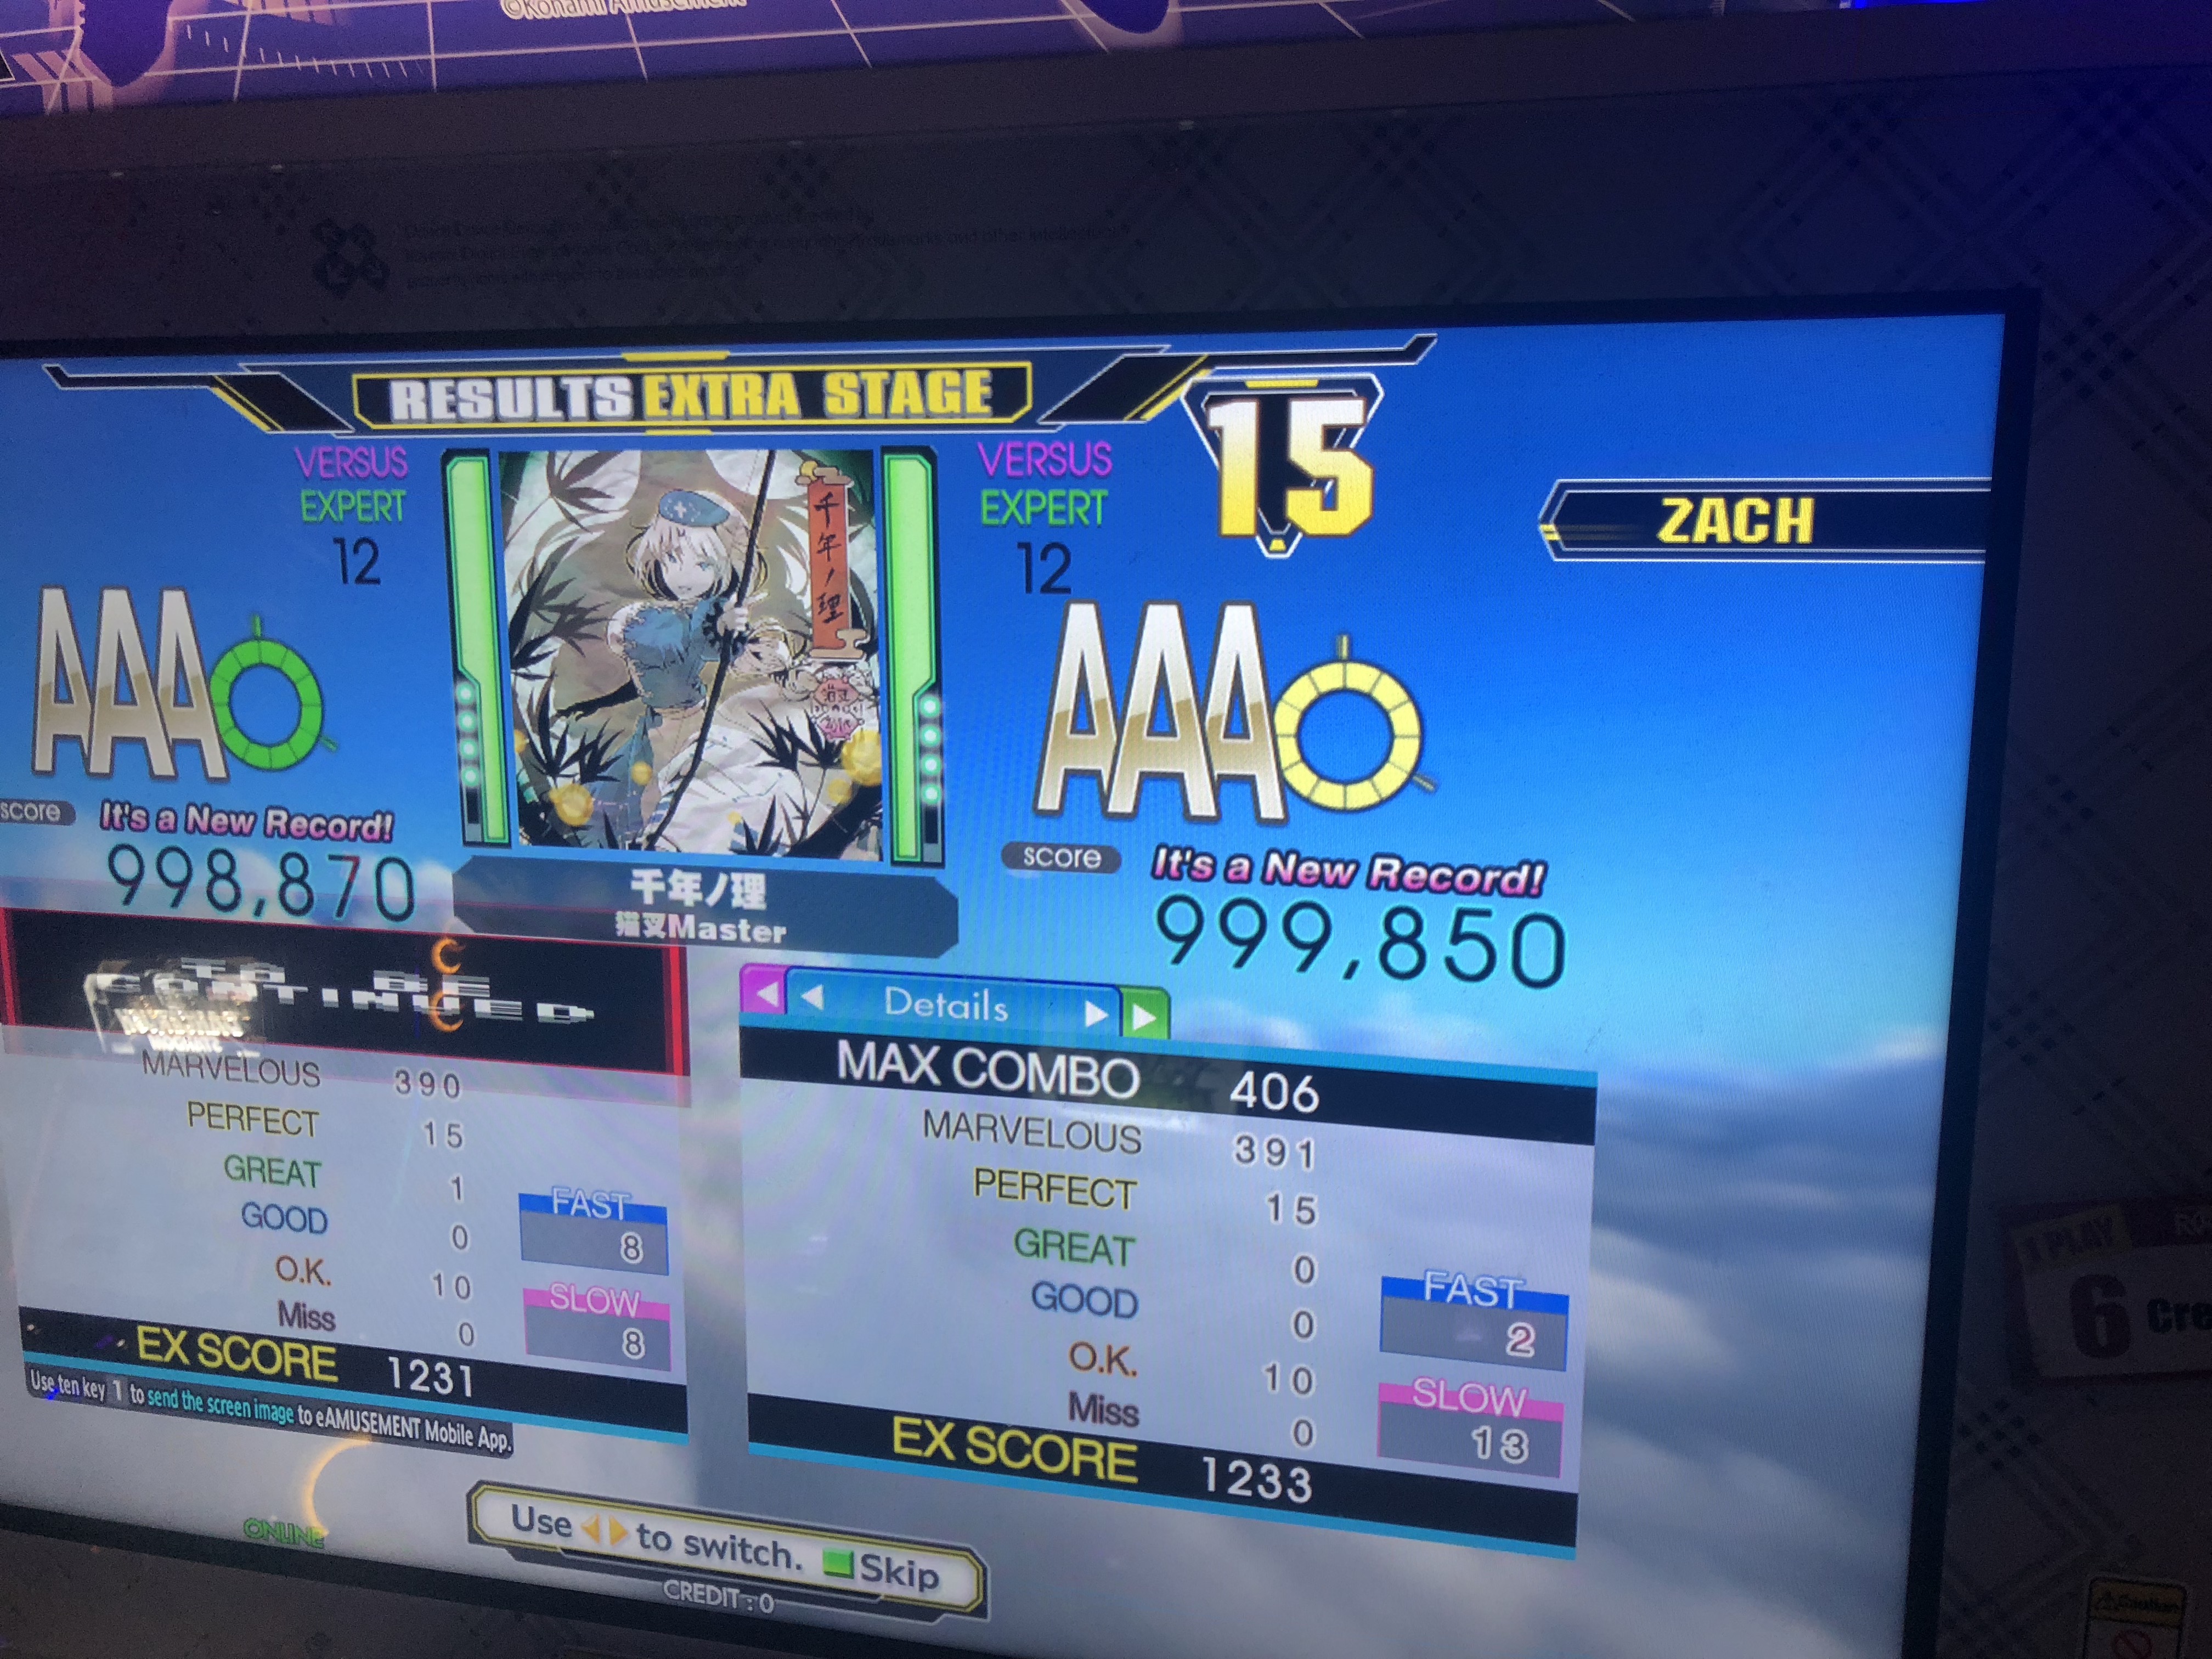 ©Konami Amusement
RESULTS EXTRA STAGE
15
ZACH
VERSUS
EXPERT
12
千年ノ理
VERSUS
EXPERT
12
AAA
AAA
score It's a New Record!
998,870
千年ノ理
猫叉Master
score It's a New Record!
999,850
TO BE
CONTINUED
MARVELOUS 390
PERFECT 15
GREAT 1
GOOD 0
O.K. 10
Miss 0
FAST
8
SLOW
8
EX SCORE 1231
Details
MAX COMBO 406
MARVELOUS 391
PERFECT 15
GREAT 0
GOOD 0
O.K. 10
Miss 0
FAST
2
SLOW
13
EX SCORE 1233
Use ten key 1 to send the screen image to eAMUSEMENT Mobile App.
ONLINE
Use to switch. Skip
CREDIT : 0
1 PLAY
6 Cre
Caution